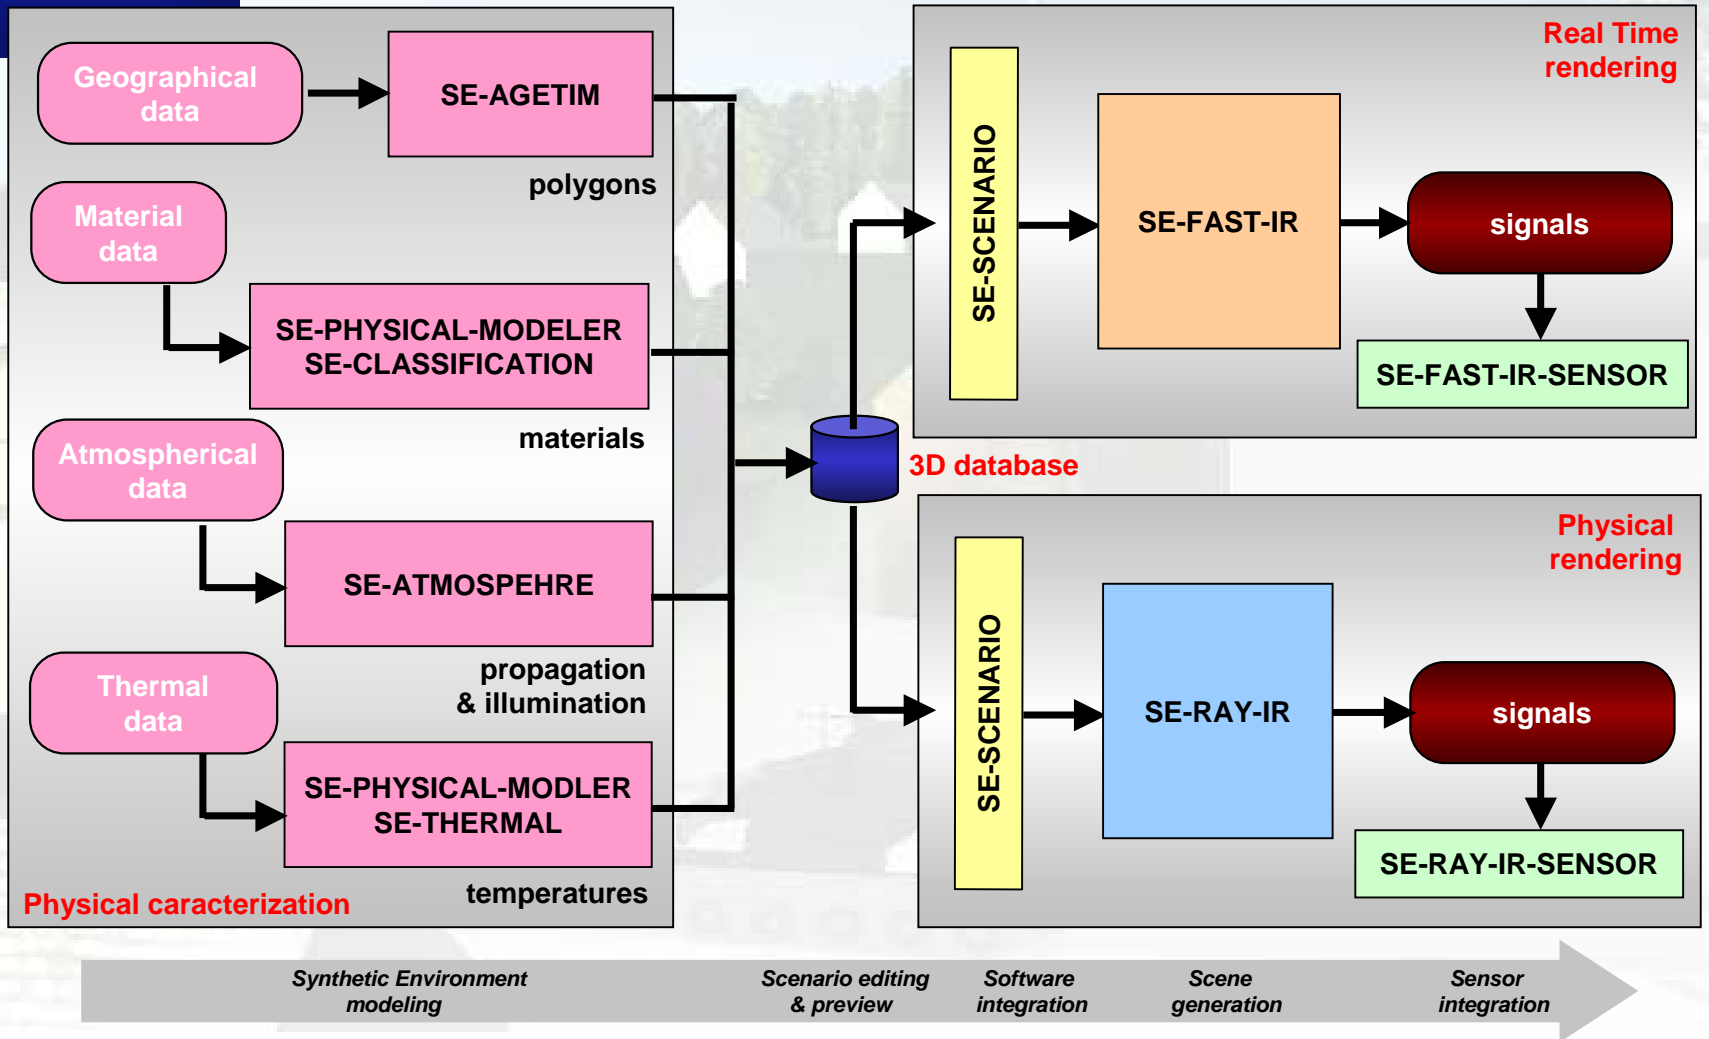 Geographical
data
SE-AGETIM
polygons
Material
data
SE-PHYSICAL-MODELER
SE-CLASSIFICATION
materials
Atmospherical
data
SE-ATMOSPEHRE
propagation
& illumination
Thermal
data
SE-PHYSICAL-MODLER
SE-THERMAL
temperatures
Physical caracterization
3D database
Real Time
rendering
SE-SCENARIO
SE-FAST-IR
signals
SE-FAST-IR-SENSOR
Physical
rendering
SE-SCENARIO
SE-RAY-IR
signals
SE-RAY-IR-SENSOR
Synthetic Environment
modeling
Scenario editing
& preview
Software
integration
Scene
generation
Sensor
integration